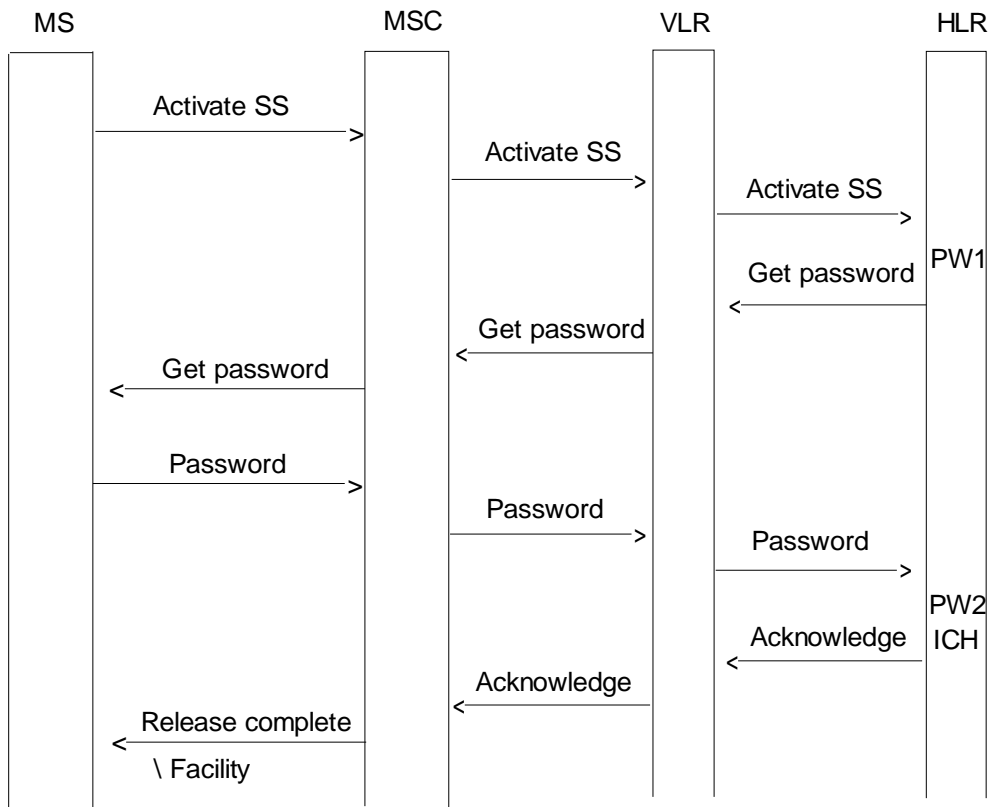 MS
MSC
VLR
HLR
Activate SS
>
Activate SS
>
Activate SS
>
PW1
Get password
<
Get password
<
Get password
<
Password
>
Password
>
Password
>
PW2
ICH
Acknowledge
<
Acknowledge
<
Release complete
<
\ Facility